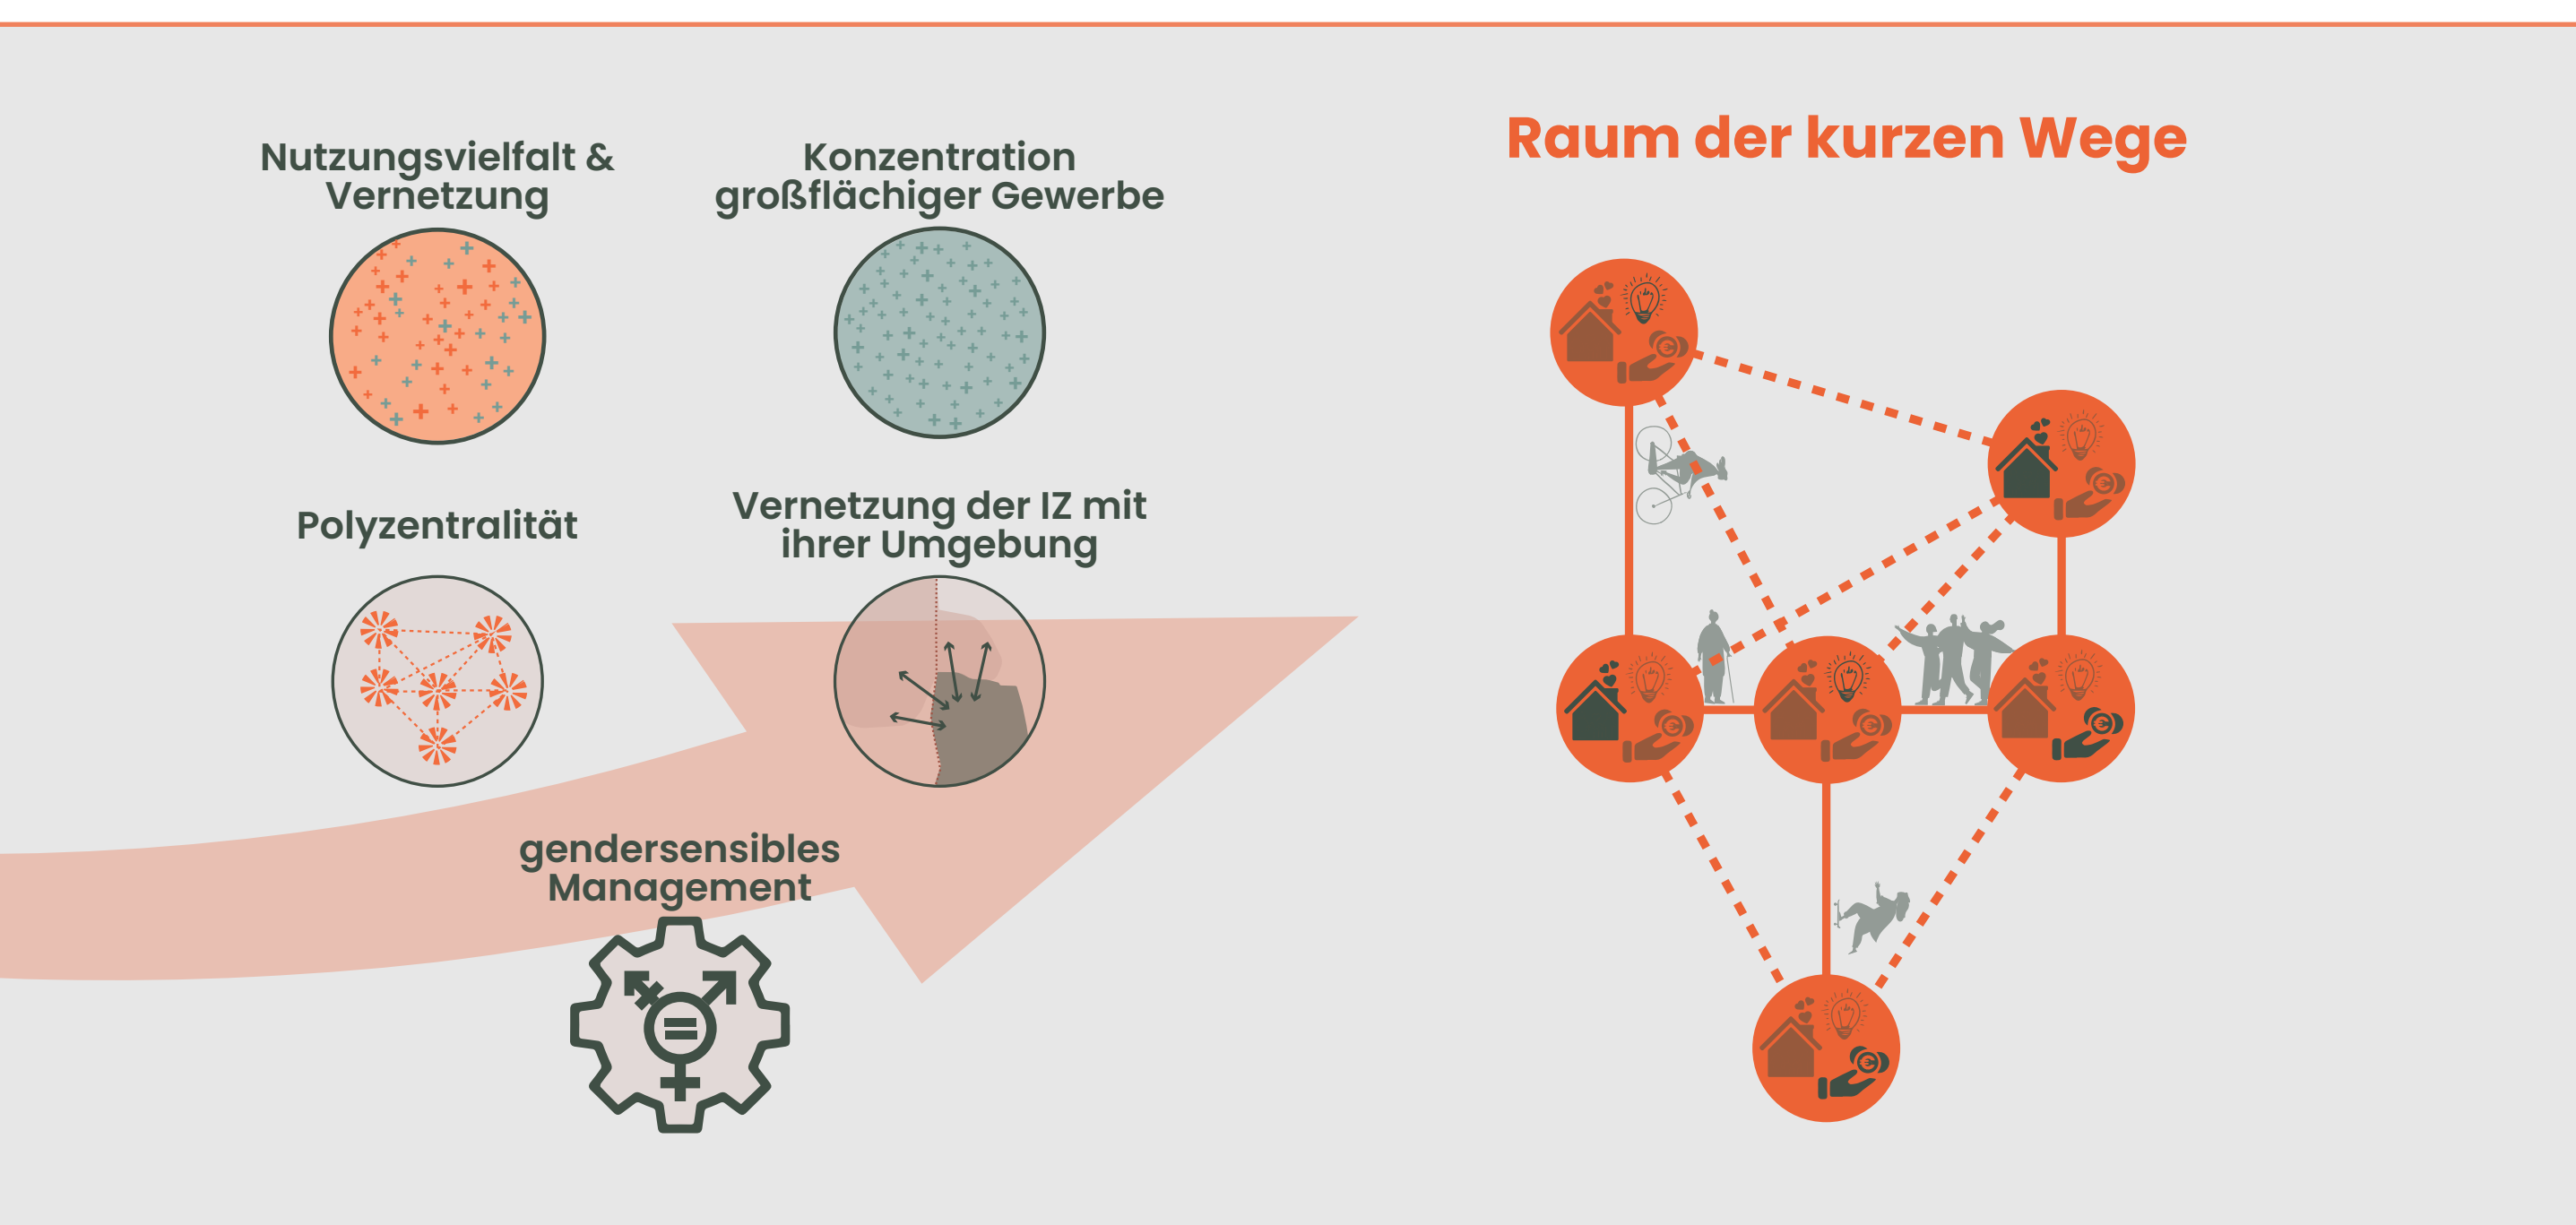 Nutzungsvielfalt &
Vernetzung
Konzentration
großflächiger Gewerbe
Polyzentralität
Vernetzung der IZ mit
ihrer Umgebung
gendersensibles
Management
Raum der kurzen Wege